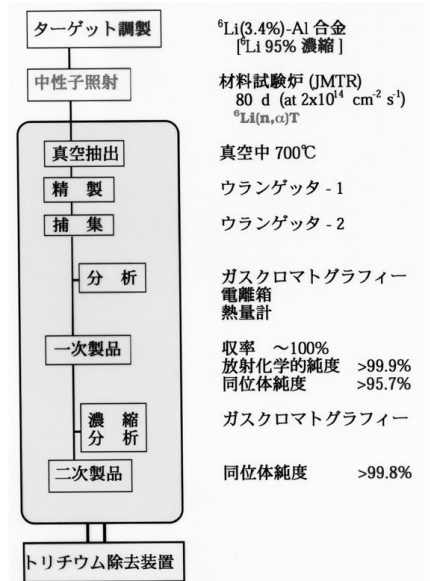 ターゲット調製
⁶Li(3.4%)-Al 合金
[⁶Li 95% 濃縮 ]
中性子照射
材料試験炉 (JMTR)
80 d (at 2x10¹⁴ cm⁻² s⁻¹)
⁶Li(n,α)T
真空抽出
真空中 700℃
精 製
ウランゲッタ - 1
捕 集
ウランゲッタ - 2
分 析
ガスクロマトグラフィー
電離箱
熱量計
一次製品
収率 ～100%
放射化学的純度 >99.9%
同位体純度 >95.7%
濃 縮
分 析
ガスクロマトグラフィー
二次製品
同位体純度 >99.8%
トリチウム除去装置